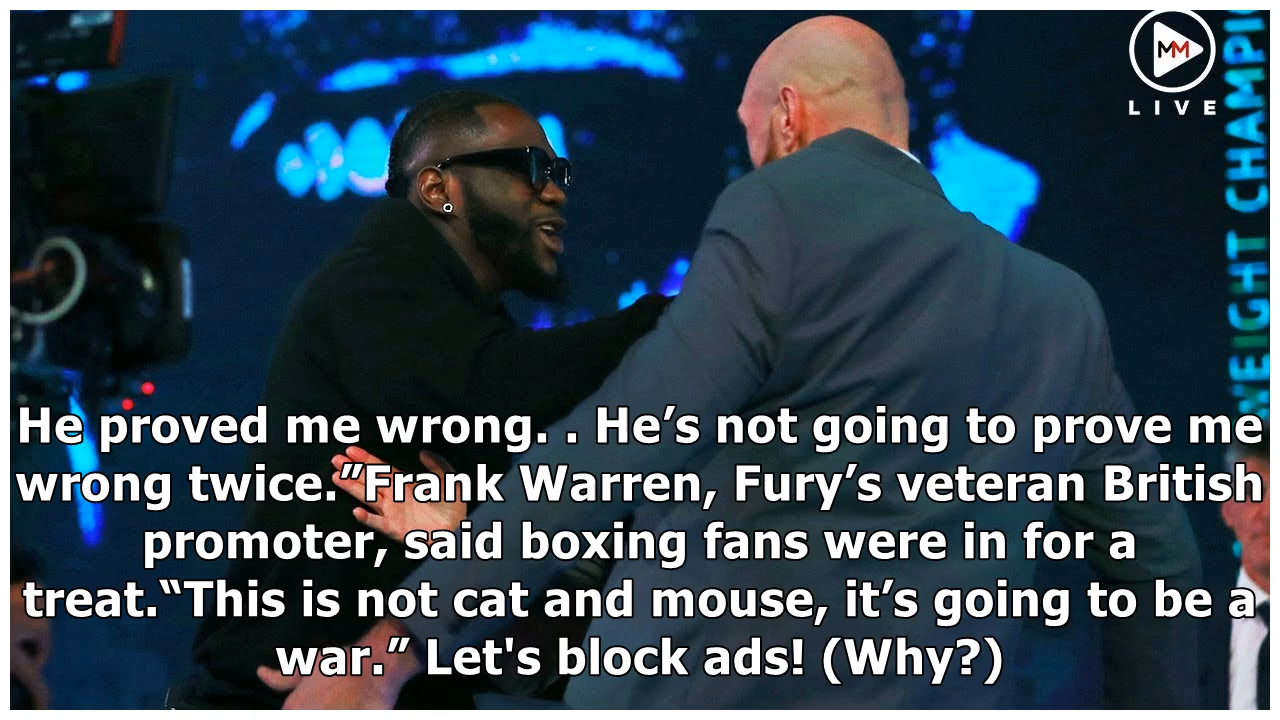 MM
LIVE
WEIGHT CHAMPI
He proved me wrong. . He’s not going to prove me
wrong twice.”Frank Warren, Fury’s veteran British
promoter, said boxing fans were in for a
treat.“This is not cat and mouse, it’s going to be a
war.” Let's block ads! (Why?)